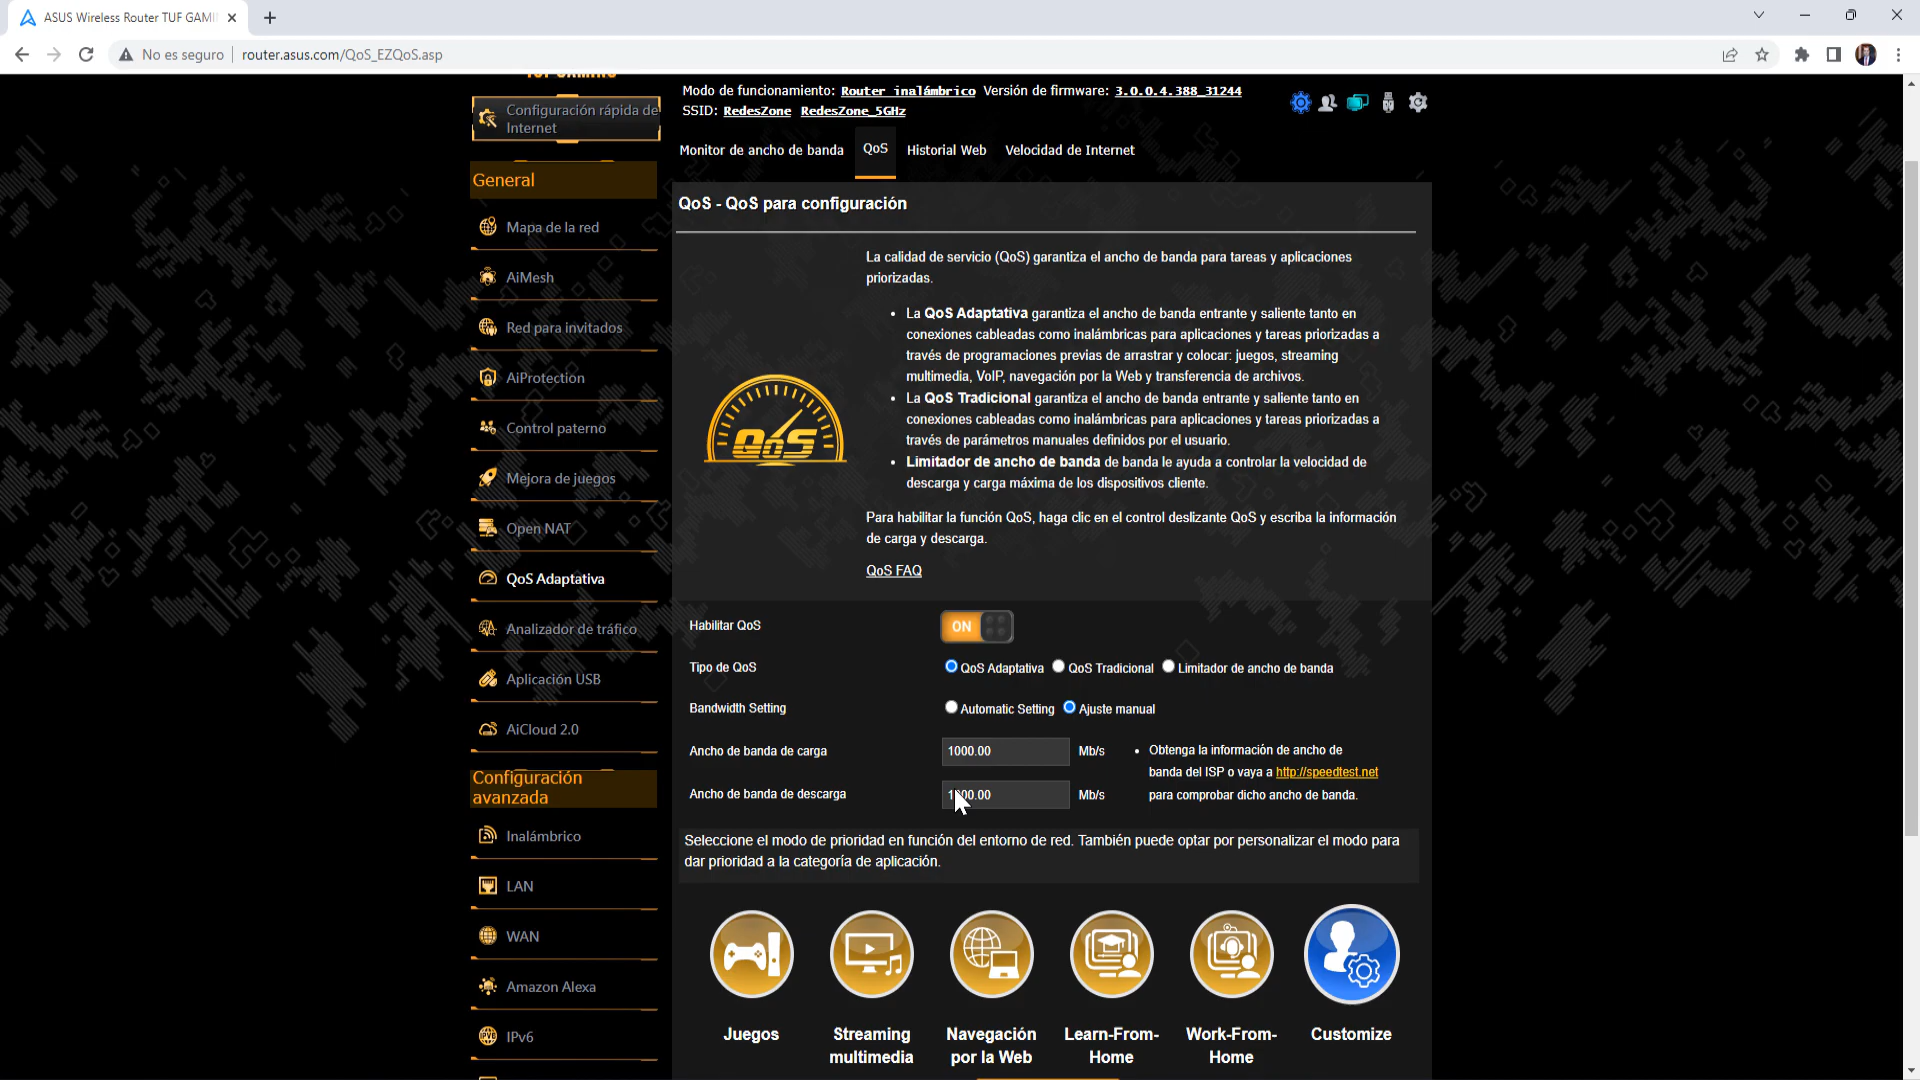 ASUS Wireless Router TUF GAMI
No es seguro
router.asus.com/QoS_EZQoS.asp
Configuración rápida de
Internet
Modo de funcionamiento: Router inalámbrico Versión de firmware: 3.0.0.4.388_31244
SSID: RedesZone RedesZone_5GHz
Monitor de ancho de banda
QoS
Historial Web
Velocidad de Internet
General
Mapa de la red
AiMesh
Red para invitados
AiProtection
Control paterno
Mejora de juegos
Open NAT
QoS Adaptativa
Analizador de tráfico
Aplicación USB
AiCloud 2.0
Configuración
avanzada
Inalámbrico
LAN
WAN
Amazon Alexa
IPv6
QoS - QoS para configuración
QoS
La calidad de servicio (QoS) garantiza el ancho de banda para tareas y aplicaciones
priorizadas.
• La QoS Adaptativa garantiza el ancho de banda entrante y saliente tanto en
conexiones cableadas como inalámbricas para aplicaciones y tareas priorizadas a
través de programaciones previas de arrastrar y colocar: juegos, streaming
multimedia, VoIP, navegación por la Web y transferencia de archivos.
• La QoS Tradicional garantiza el ancho de banda entrante y saliente tanto en
conexiones cableadas como inalámbricas para aplicaciones y tareas priorizadas a
través de parámetros manuales definidos por el usuario.
• Limitador de ancho de banda de banda le ayuda a controlar la velocidad de
descarga y carga máxima de los dispositivos cliente.
Para habilitar la función QoS, haga clic en el control deslizante QoS y escriba la información
de carga y descarga.
QoS FAQ
Habilitar QoS
ON
Tipo de QoS
QoS Adaptativa QoS Tradicional Limitador de ancho de banda
Bandwidth Setting
Automatic Setting Ajuste manual
Ancho de banda de carga
1000.00 Mb/s
Ancho de banda de descarga
Mb/s
• Obtenga la información de ancho de
banda del ISP o vaya a http://speedtest.net
para comprobar dicho ancho de banda.
Seleccione el modo de prioridad en función del entorno de red. También puede optar por personalizar el modo para
dar prioridad a la categoría de aplicación.
Juegos
Streaming
multimedia
Navegación
por la Web
Learn-From-
Home
Work-From-
Home
Customize